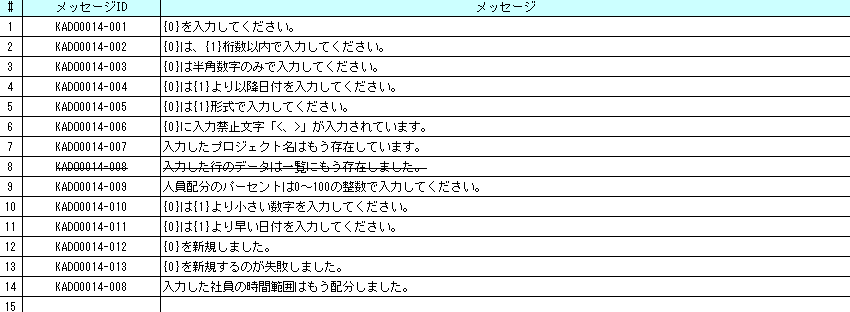 # メッセージID メッセージ
1 KAD00014-001 {0}を入力してください。
2 KAD00014-002 {0}は、{1}桁数以内で入力してください。
3 KAD00014-003 {0}は半角数字のみで入力してください。
4 KAD00014-004 {0}は{1}より以降日付を入力してください。
5 KAD00014-005 {0}は{1}形式で入力してください。
6 KAD00014-006 {0}に入力禁止文字「<、>」が入力されています。
7 KAD00014-007 入力したプロジェクト名はもう存在しています。
8 KAD00014-008 入力した行のデータは一覧にもう存在しました。
9 KAD00014-009 人員配分のパーセントは0～100の整数で入力してください。
10 KAD00014-010 {0}は{1}より小さい数字を入力してください。
11 KAD00014-011 {0}は{1}より早い日付を入力してください。
12 KAD00014-012 {0}を新規しました。
13 KAD00014-013 {0}を新規するのが失敗しました。
14 KAD00014-008 入力した社員の時間範囲はもう配分しました。
15